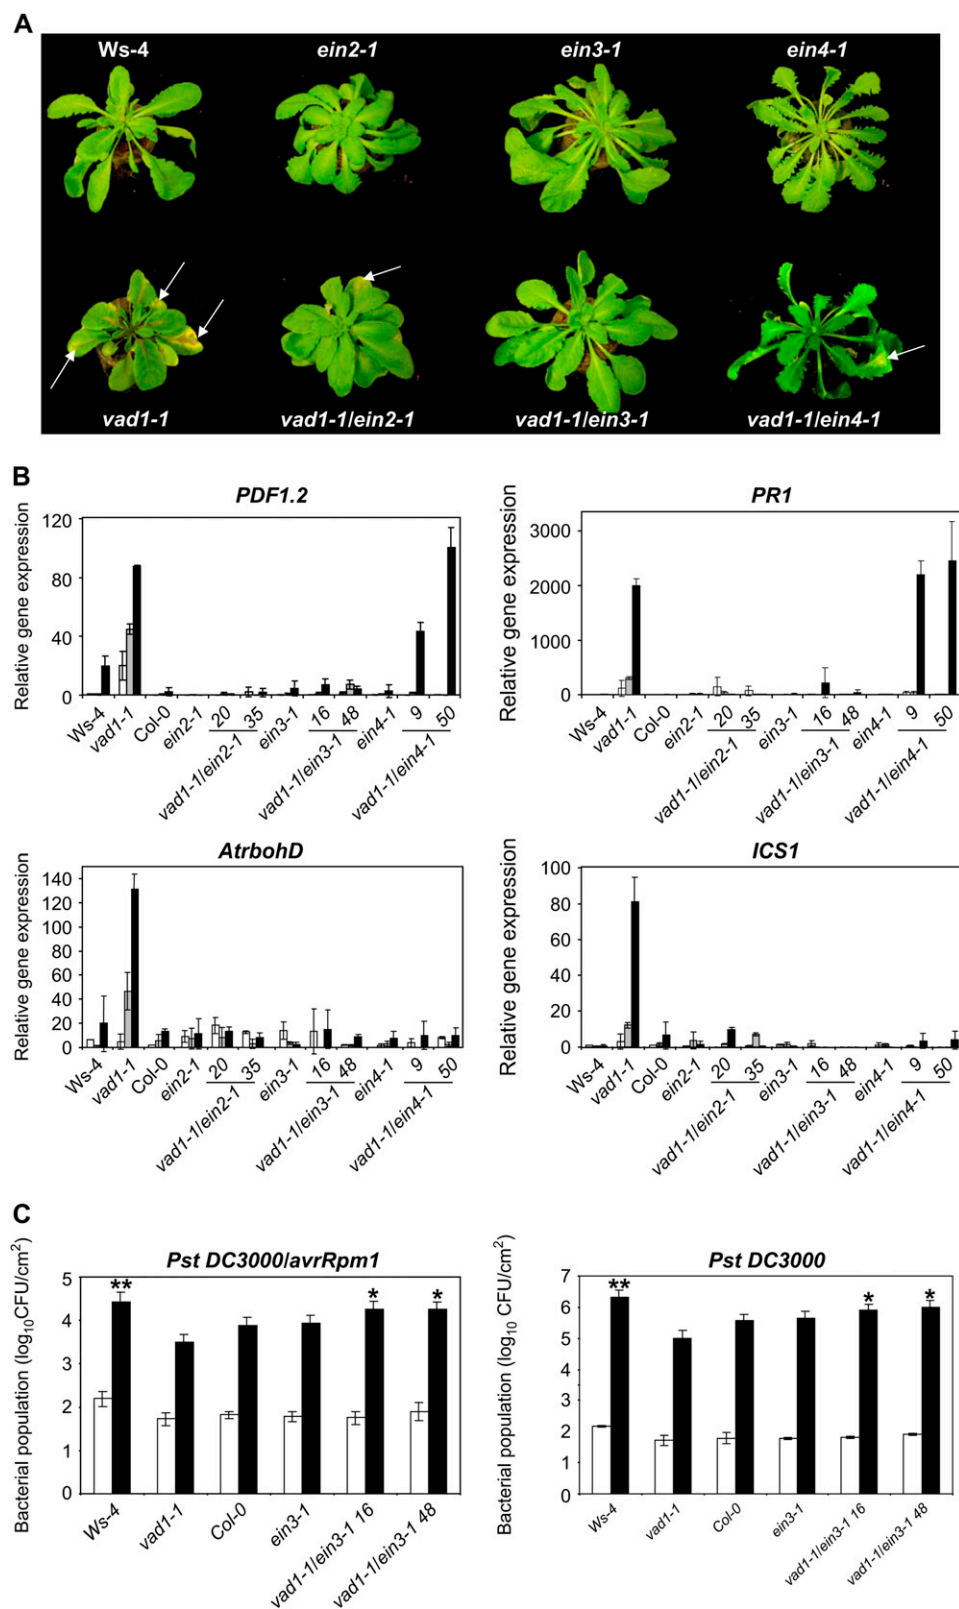 A
Ws-4 ein2-1 ein3-1 ein4-1
vad1-1 vad1-1/ein2-1 vad1-1/ein3-1 vad1-1/ein4-1
B
PDF1.2
Relative gene expression
120
80
40
0
Ws-4 vad1-1 Col-0 ein2-1 20 35 ein3-1 16 48 ein4-1 9 50
vad1-1/ein2-1 vad1-1/ein3-1 vad1-1/ein4-1
PR1
Relative gene expression
3000
2000
1000
0
Ws-4 vad1-1 Col-0 ein2-1 20 35 ein3-1 16 48 ein4-1 9 50
vad1-1/ein2-1 vad1-1/ein3-1 vad1-1/ein4-1
AtrbohD
Relative gene expression
140
120
100
80
60
40
20
0
Ws-4 vad1-1 Col-0 ein2-1 20 35 ein3-1 16 48 ein4-1 9 50
vad1-1/ein2-1 vad1-1/ein3-1 vad1-1/ein4-1
ICS1
Relative gene expression
100
80
60
40
20
0
Ws-4 vad1-1 Col-0 ein2-1 20 35 ein3-1 16 48 ein4-1 9 50
vad1-1/ein2-1 vad1-1/ein3-1 vad1-1/ein4-1
C
Pst DC3000/avrRpm1
Bacterial population (log10 CFU/cm2)
5
4
3
2
1
0
** * *
Ws-4 vad1-1 Col-0 ein3-1 vad1-1/ein3-1 16 vad1-1/ein3-1 48
Pst DC3000
Bacterial population (log10 CFU/cm2)
7
6
5
4
3
2
1
0
** * *
Ws-4 vad1-1 Col-0 ein3-1 vad1-1/ein3-1 16 vad1-1/ein3-1 48